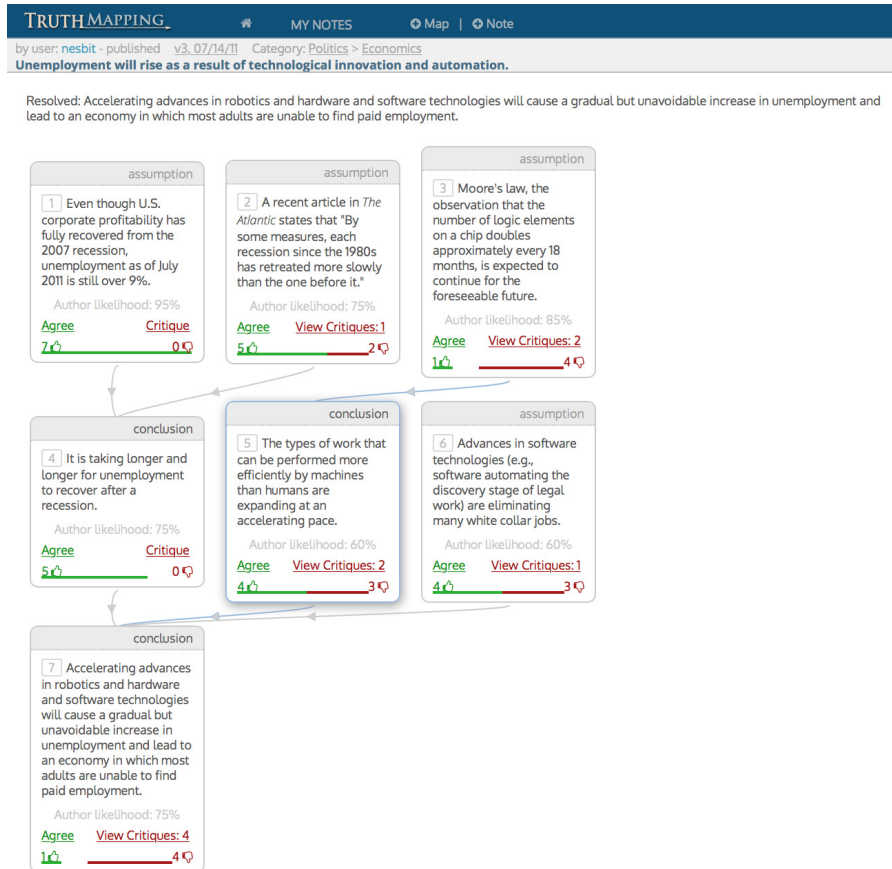 TRUTH MAPPING
MY NOTES
Map | Note
by user: nesbit - published v3, 07/14/11 Category: Politics > Economics
Unemployment will rise as a result of technological innovation and automation.
Resolved: Accelerating advances in robotics and hardware and software technologies will cause a gradual but unavoidable increase in unemployment and
lead to an economy in which most adults are unable to find paid employment.
assumption
1 Even though U.S.
corporate profitability has
fully recovered from the
2007 recession,
unemployment as of July
2011 is still over 9%.
Author likelihood: 95%
Agree Critique
7 0
assumption
2 A recent article in The
Atlantic states that "By
some measures, each
recession since the 1980s
has retreated more slowly
than the one before it."
Author likelihood: 75%
Agree View Critiques: 1
5 2
assumption
3 Moore's law, the
observation that the
number of logic elements
on a chip doubles
approximately every 18
months, is expected to
continue for the
foreseeable future.
Author likelihood: 85%
Agree View Critiques: 2
1 4
conclusion
4 It is taking longer and
longer for unemployment
to recover after a
recession.
Author likelihood: 75%
Agree Critique
5 0
conclusion
5 The types of work that
can be performed more
efficiently by machines
than humans are
expanding at an
accelerating pace.
Author likelihood: 60%
Agree View Critiques: 2
4 3
assumption
6 Advances in software
technologies (e.g.,
software automating the
discovery stage of legal
work) are eliminating
many white collar jobs.
Author likelihood: 60%
Agree View Critiques: 1
4 3
conclusion
7 Accelerating advances
in robotics and hardware
and software technologies
will cause a gradual but
unavoidable increase in
unemployment and lead to
an economy in which most
adults are unable to find
paid employment.
Author likelihood: 75%
Agree View Critiques: 4
1 4